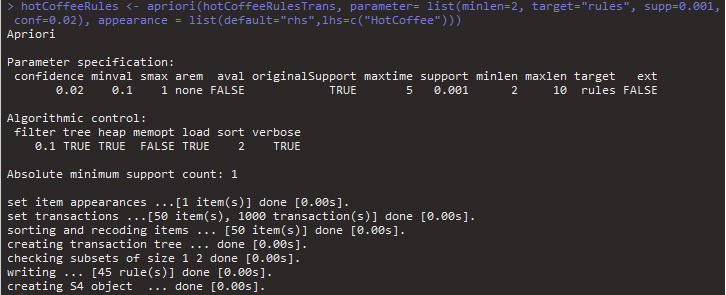 > hotCoffeeRules <- apriori(hotCoffeeRulesTrans, parameter= list(minlen=2, target="rules", supp=0.001,
conf=0.02), appearance = list(default="rhs",lhs=c("HotCoffee")))
Apriori
Parameter specification:
confidence minval smax arem aval originalSupport maxtime support minlen maxlen target ext
0.02 0.1 1 none FALSE TRUE 5 0.001 2 10 rules FALSE
Algorithmic control:
filter tree heap memopt load sort verbose
0.1 TRUE TRUE FALSE TRUE 2 TRUE
Absolute minimum support count: 1
set item appearances ...[1 item(s)] done [0.00s].
set transactions ...[50 item(s), 1000 transaction(s)] done [0.00s].
sorting and recoding items ... [50 item(s)] done [0.00s].
creating transaction tree ... done [0.00s].
checking subsets of size 1 2 done [0.00s].
writing ... [45 rule(s)] done [0.00s].
creating S4 object  ... done [0.00s].